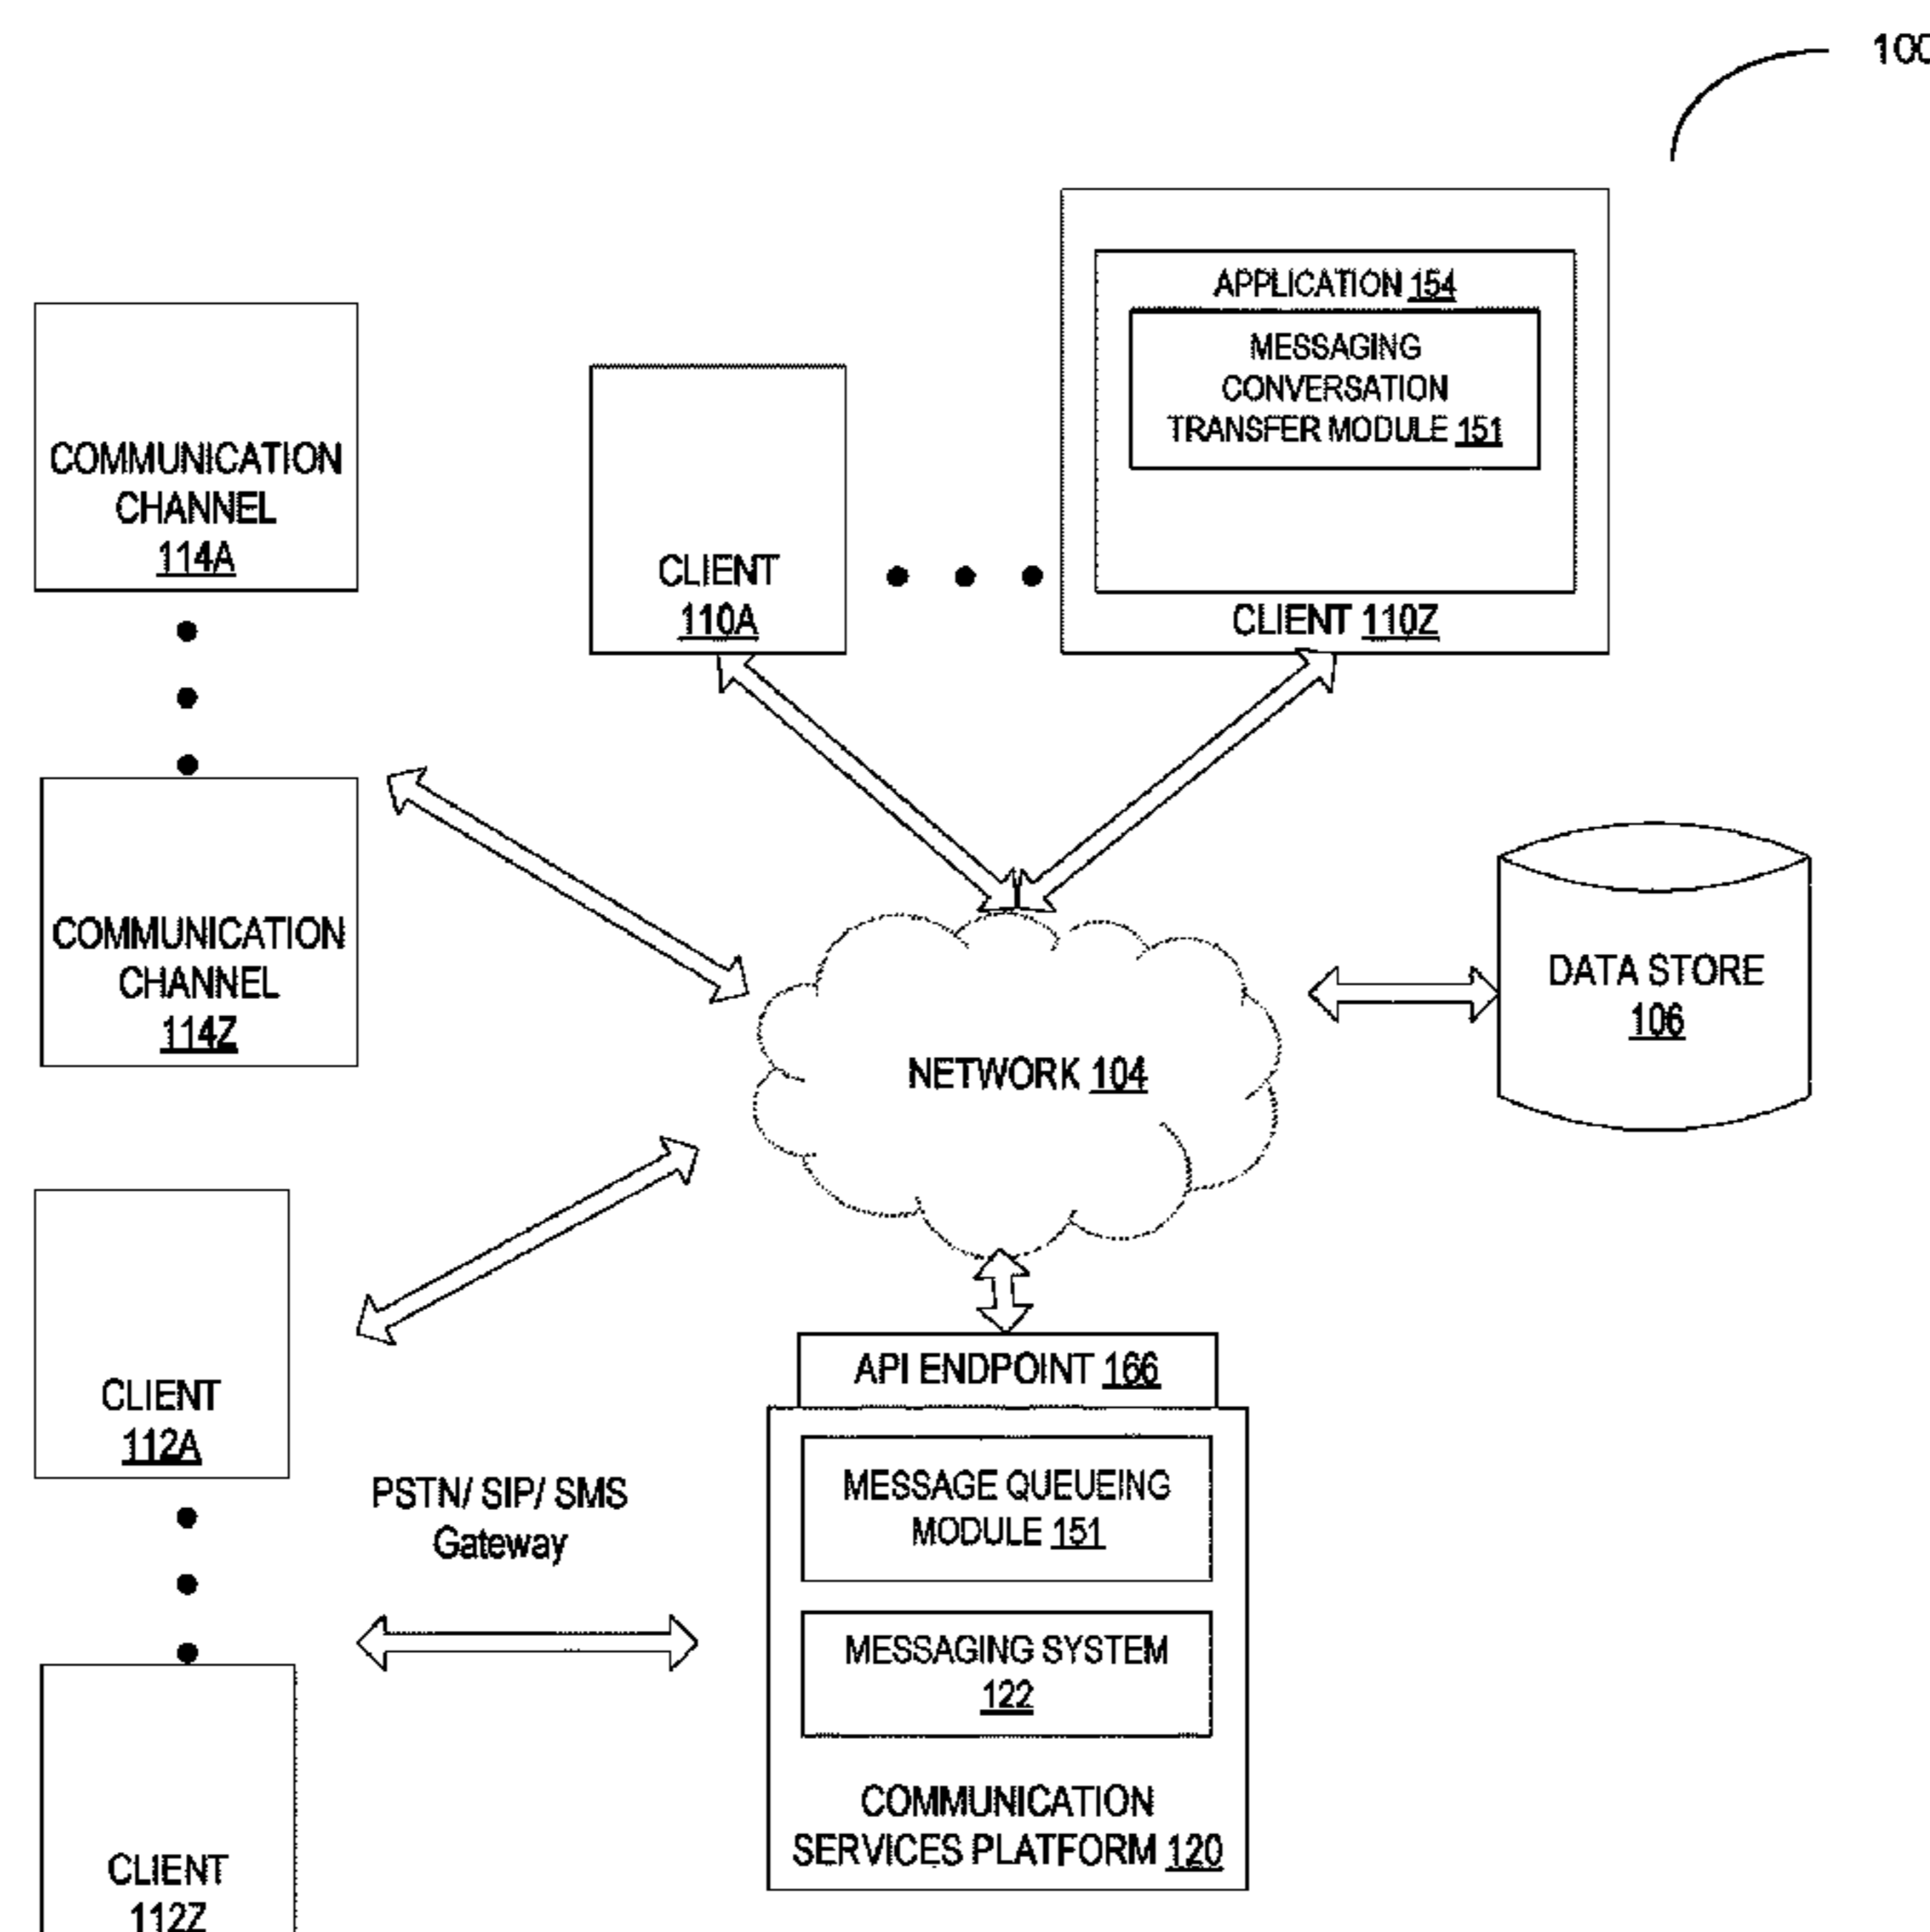 100
APPLICATION 154
MESSAGING
CONVERSATION
TRANSFER MODULE 151
CLIENT 110Z
CLIENT
110A
COMMUNICATION
CHANNEL
114A
COMMUNICATION
CHANNEL
114Z
NETWORK 104
DATA STORE
106
CLIENT
112A
PSTN/ SIP/ SMS
Gateway
CLIENT
112Z
API ENDPOINT 166
MESSAGE QUEUEING
MODULE 151
MESSAGING SYSTEM
122
COMMUNICATION
SERVICES PLATFORM 120